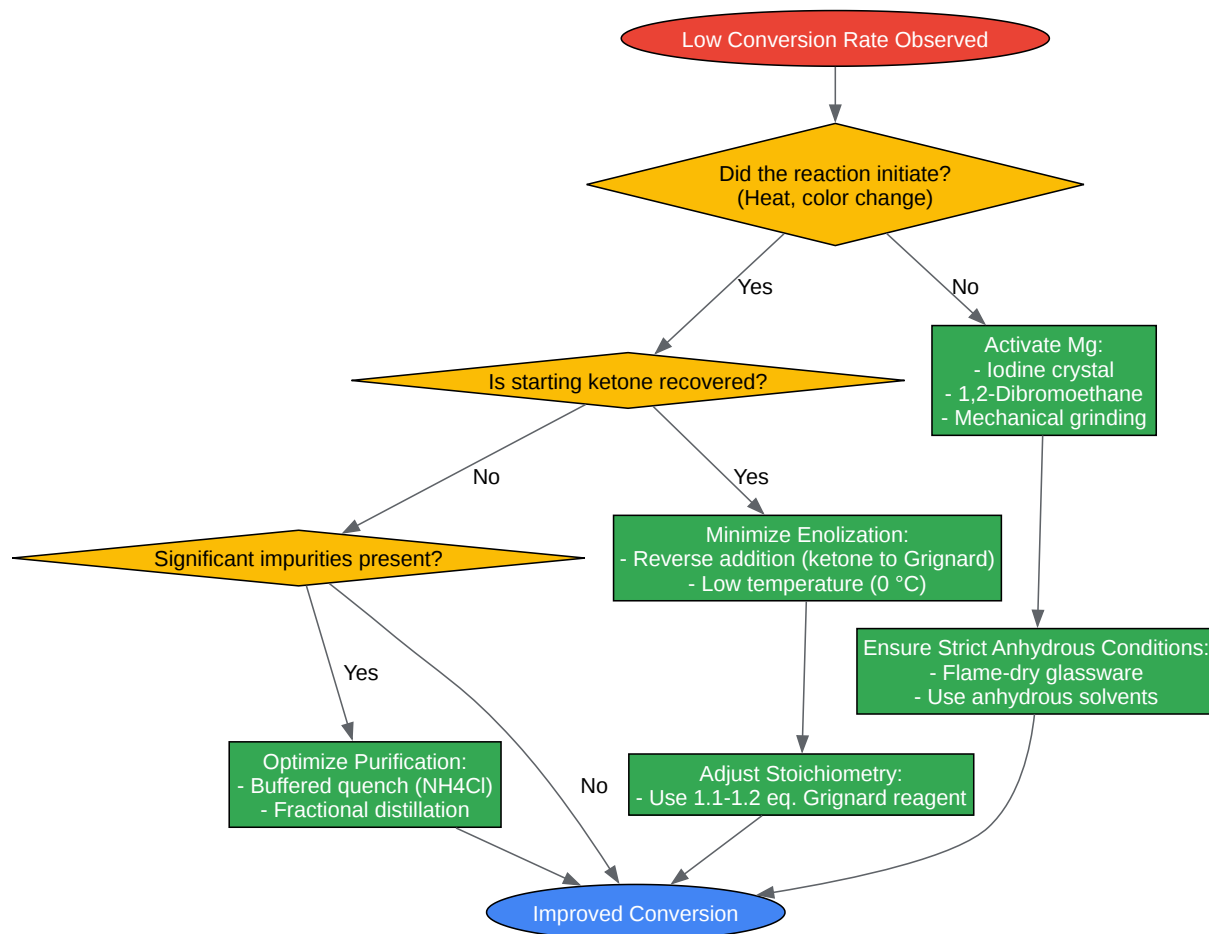 Low Conversion Rate Observed
Did the reaction initiate?
(Heat, color change)
Yes
No
Activate Mg:
- Iodine crystal
- 1,2-Dibromoethane
- Mechanical grinding
Is starting ketone recovered?
No
Yes
Minimize Enolization:
- Reverse addition (ketone to Grignard)
- Low temperature (0 °C)
Significant impurities present?
Ensure Strict Anhydrous Conditions:
- Flame-dry glassware
- Use anhydrous solvents
Yes
No
Optimize Purification:
- Buffered quench (NH4Cl)
- Fractional distillation
Adjust Stoichiometry:
- Use 1.1-1.2 eq. Grignard reagent
Improved Conversion